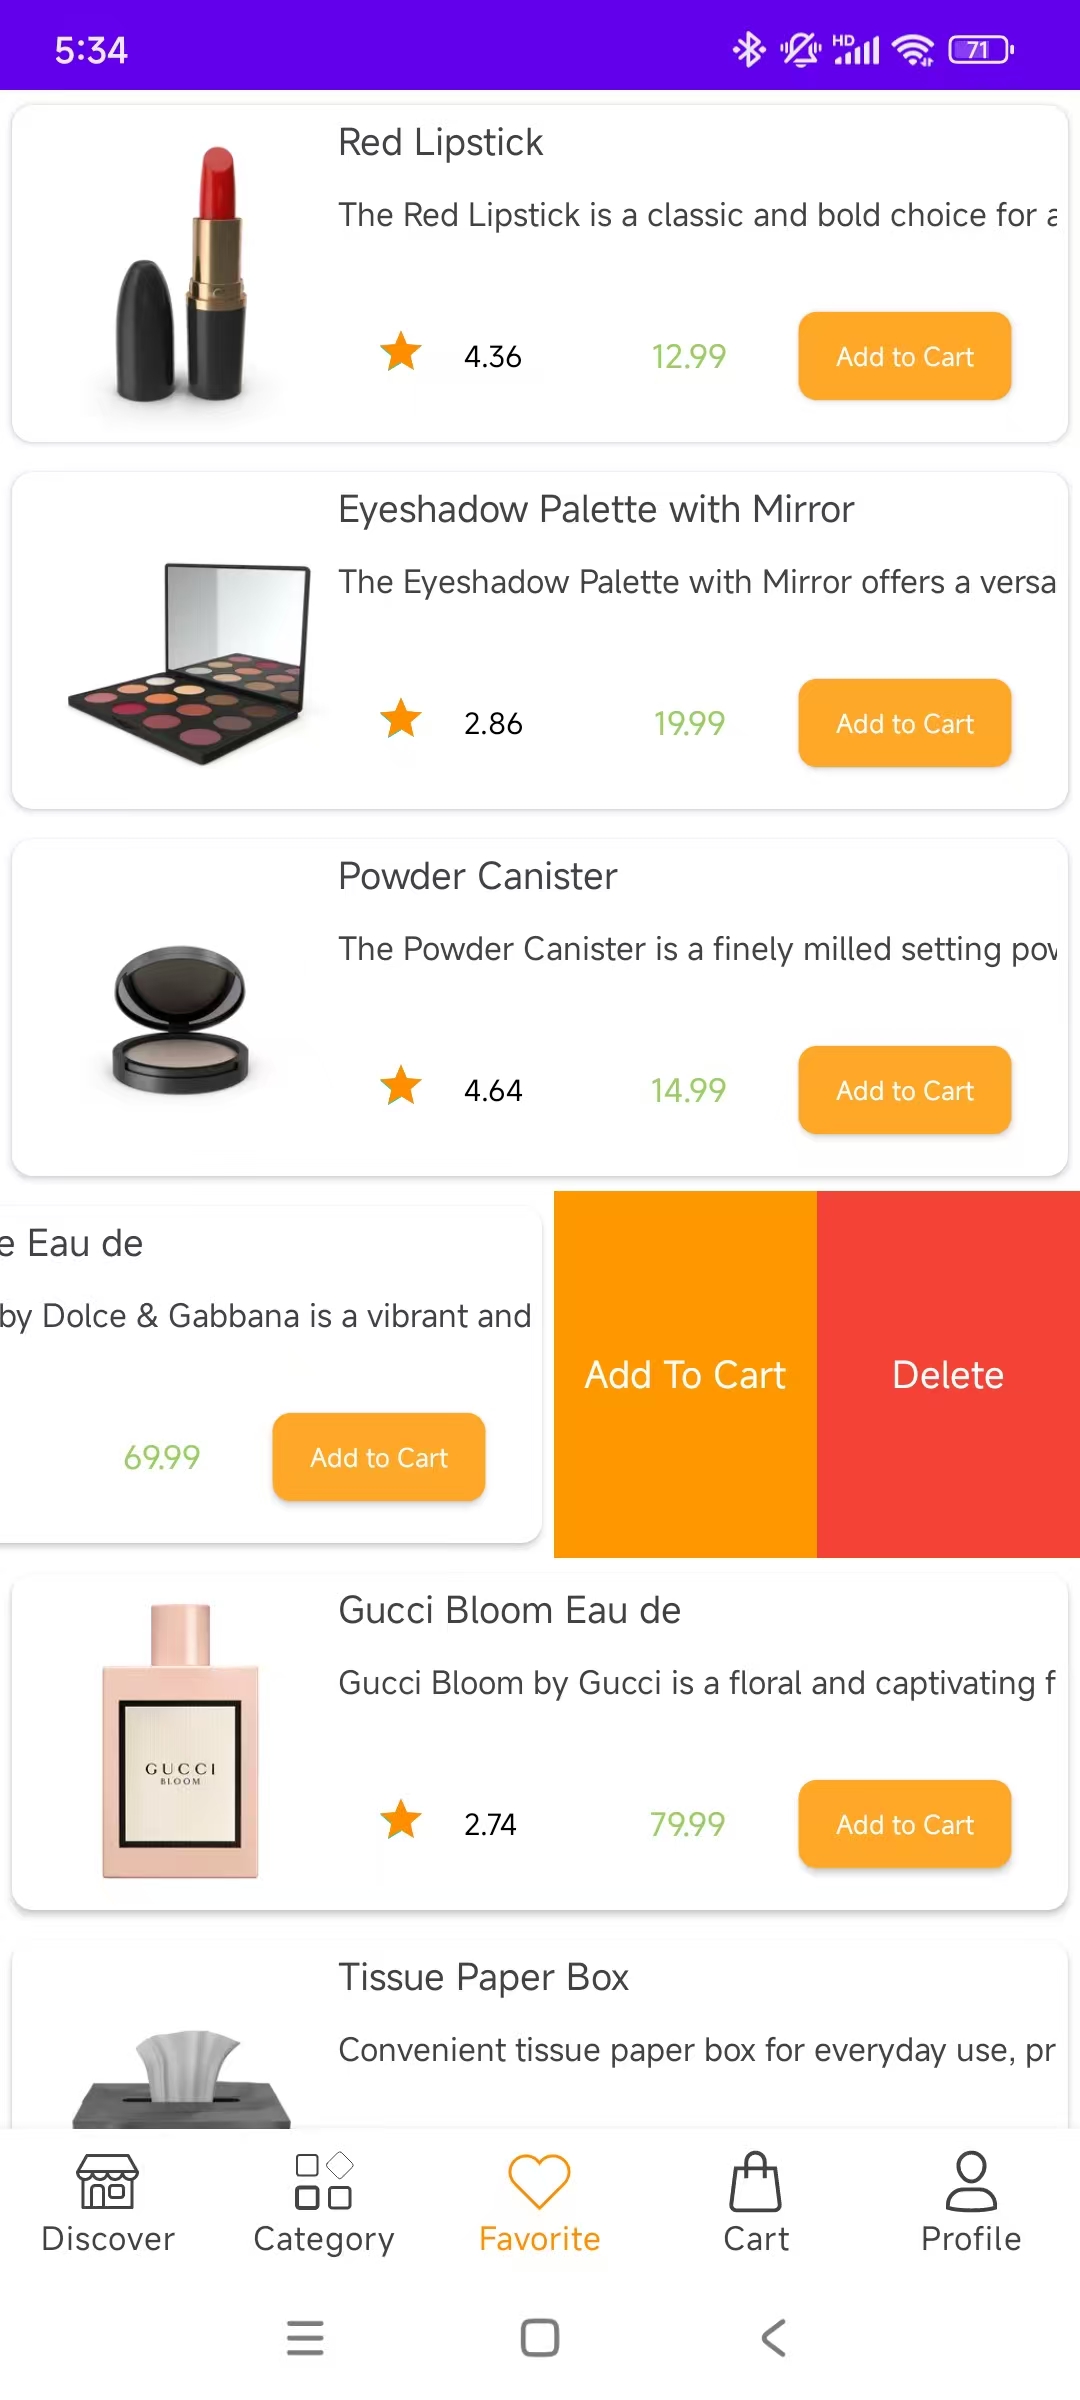 5:34
HD
71
Red Lipstick
The Red Lipstick is a classic and bold choice for a
4.36
12.99
Add to Cart
Eyeshadow Palette with Mirror
The Eyeshadow Palette with Mirror offers a versa
2.86
19.99
Add to Cart
Powder Canister
The Powder Canister is a finely milled setting pov
4.64
14.99
Add to Cart
e Eau de
by Dolce & Gabbana is a vibrant and
69.99
Add to Cart
Add To Cart
Delete
GUCCI
BLOOM
Gucci Bloom Eau de
Gucci Bloom by Gucci is a floral and captivating f
2.74
79.99
Add to Cart
Tissue Paper Box
Convenient tissue paper box for everyday use, pr
Discover
Category
Favorite
Cart
Profile